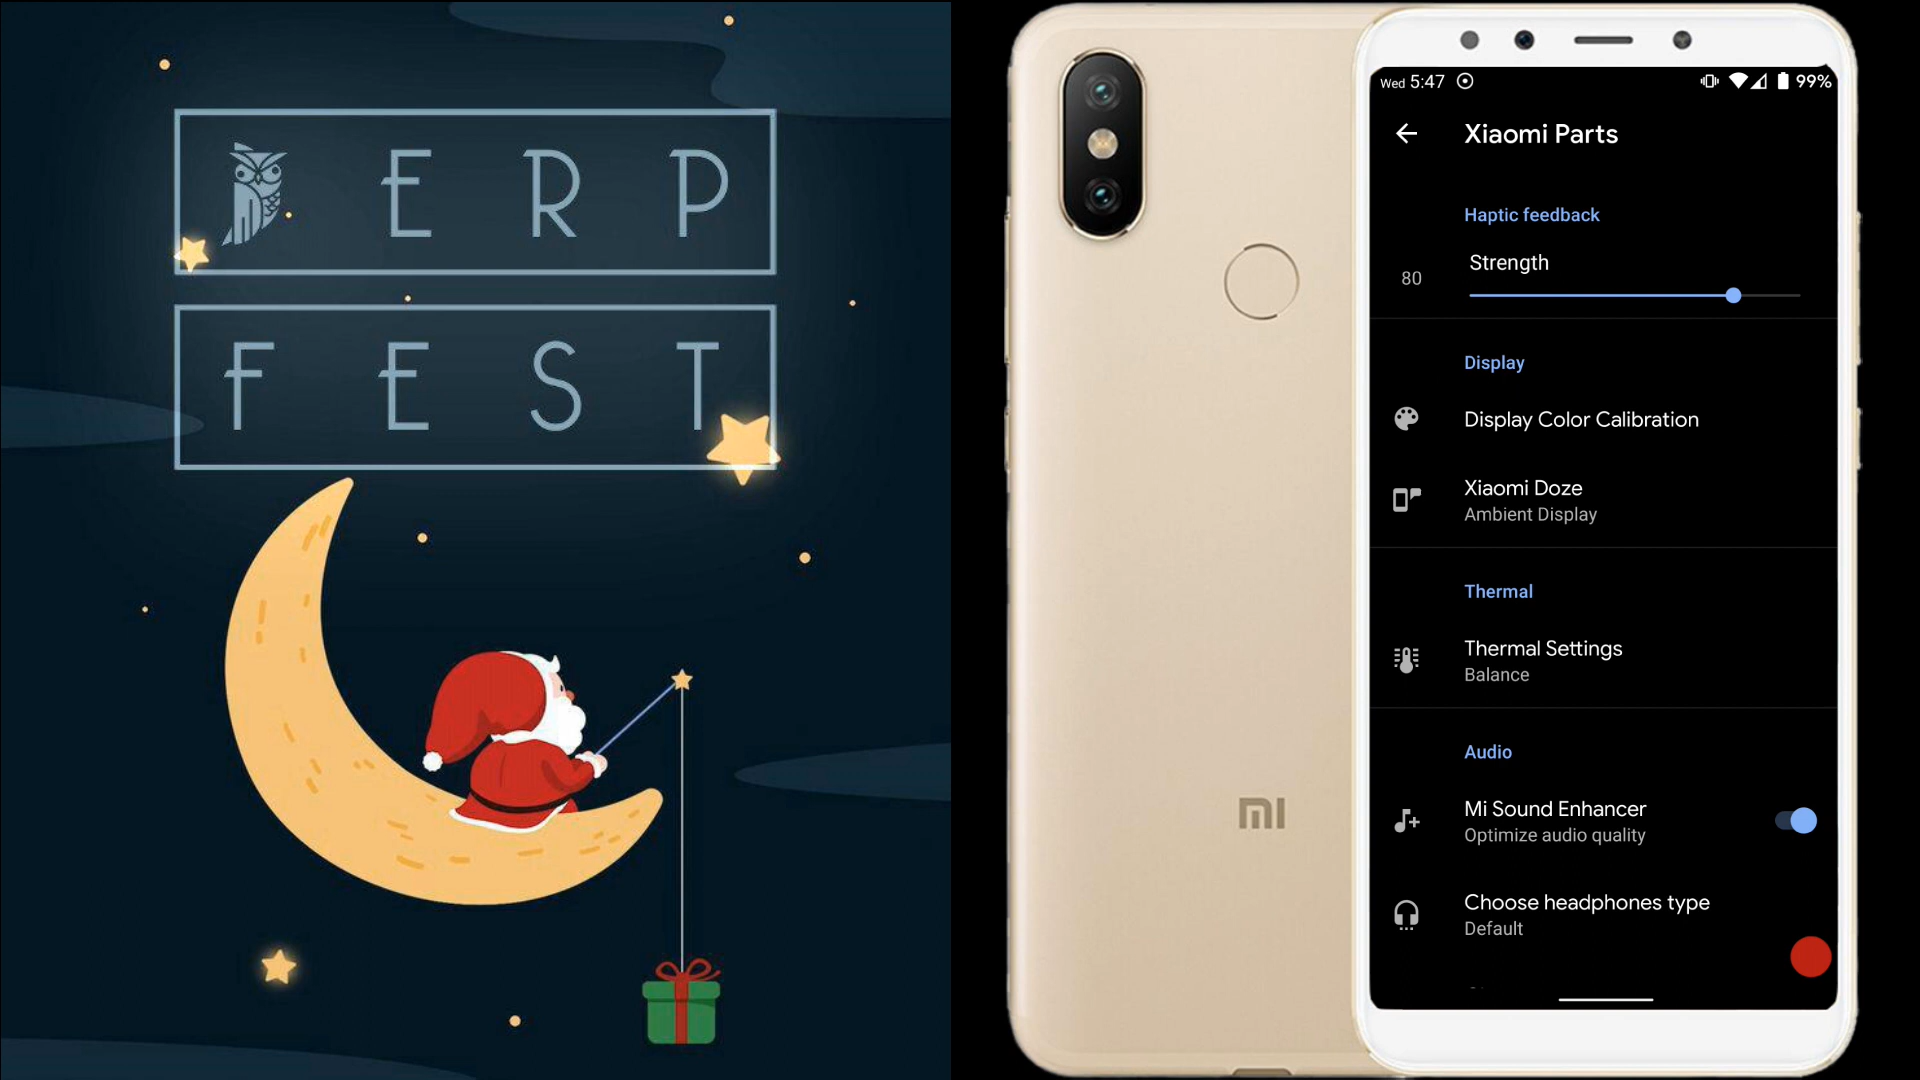 ERP
FEST
Wed 5:47
99%
Xiaomi Parts
Haptic feedback
80
Strength
Display
Display Color Calibration
Xiaomi Doze
Ambient Display
Thermal
Thermal Settings
Balance
Audio
Mi Sound Enhancer
Optimize audio quality
Choose headphones type
Default
mi